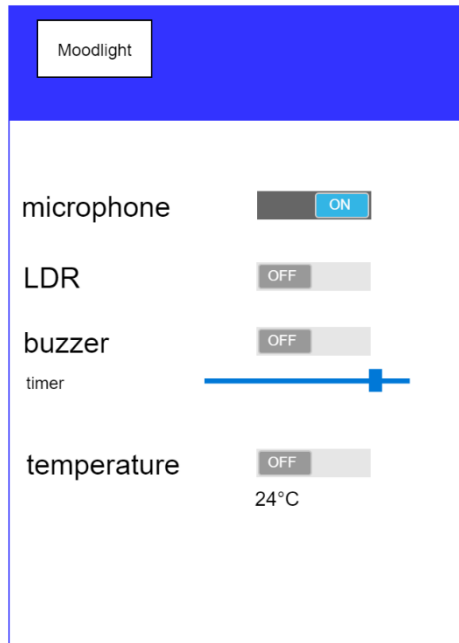 Moodlight
microphone ON
LDR OFF
buzzer OFF
timer
temperature OFF
24°C